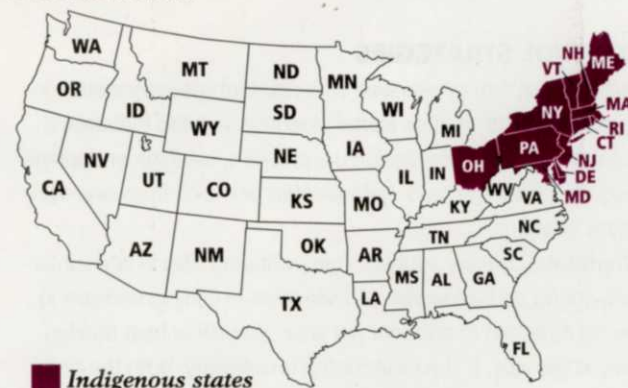 WA
MT
ND
MN
OR
ID
WY
SD
WI
MI
NH
VT
ME
NY
MA
RI
CT
NJ
DE
MD
PA
OH
NV
UT
CO
NE
IA
IL
IN
WV
VA
CA
KS
MO
KY
NC
TN
SC
AZ
NM
OK
AR
MS
AL
GA
TX
LA
FL
Indigenous states